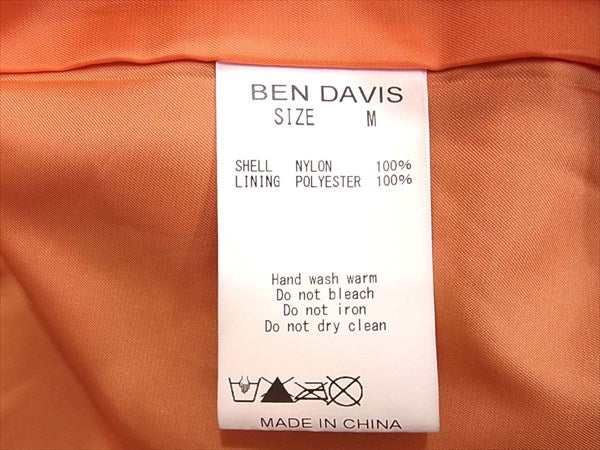 BEN DAVIS
SIZE M
SHELL NYLON 100%
LINING POLYESTER 100%
Hand wash warm
Do not bleach
Do not iron
Do not dry clean
MADE IN CHINA